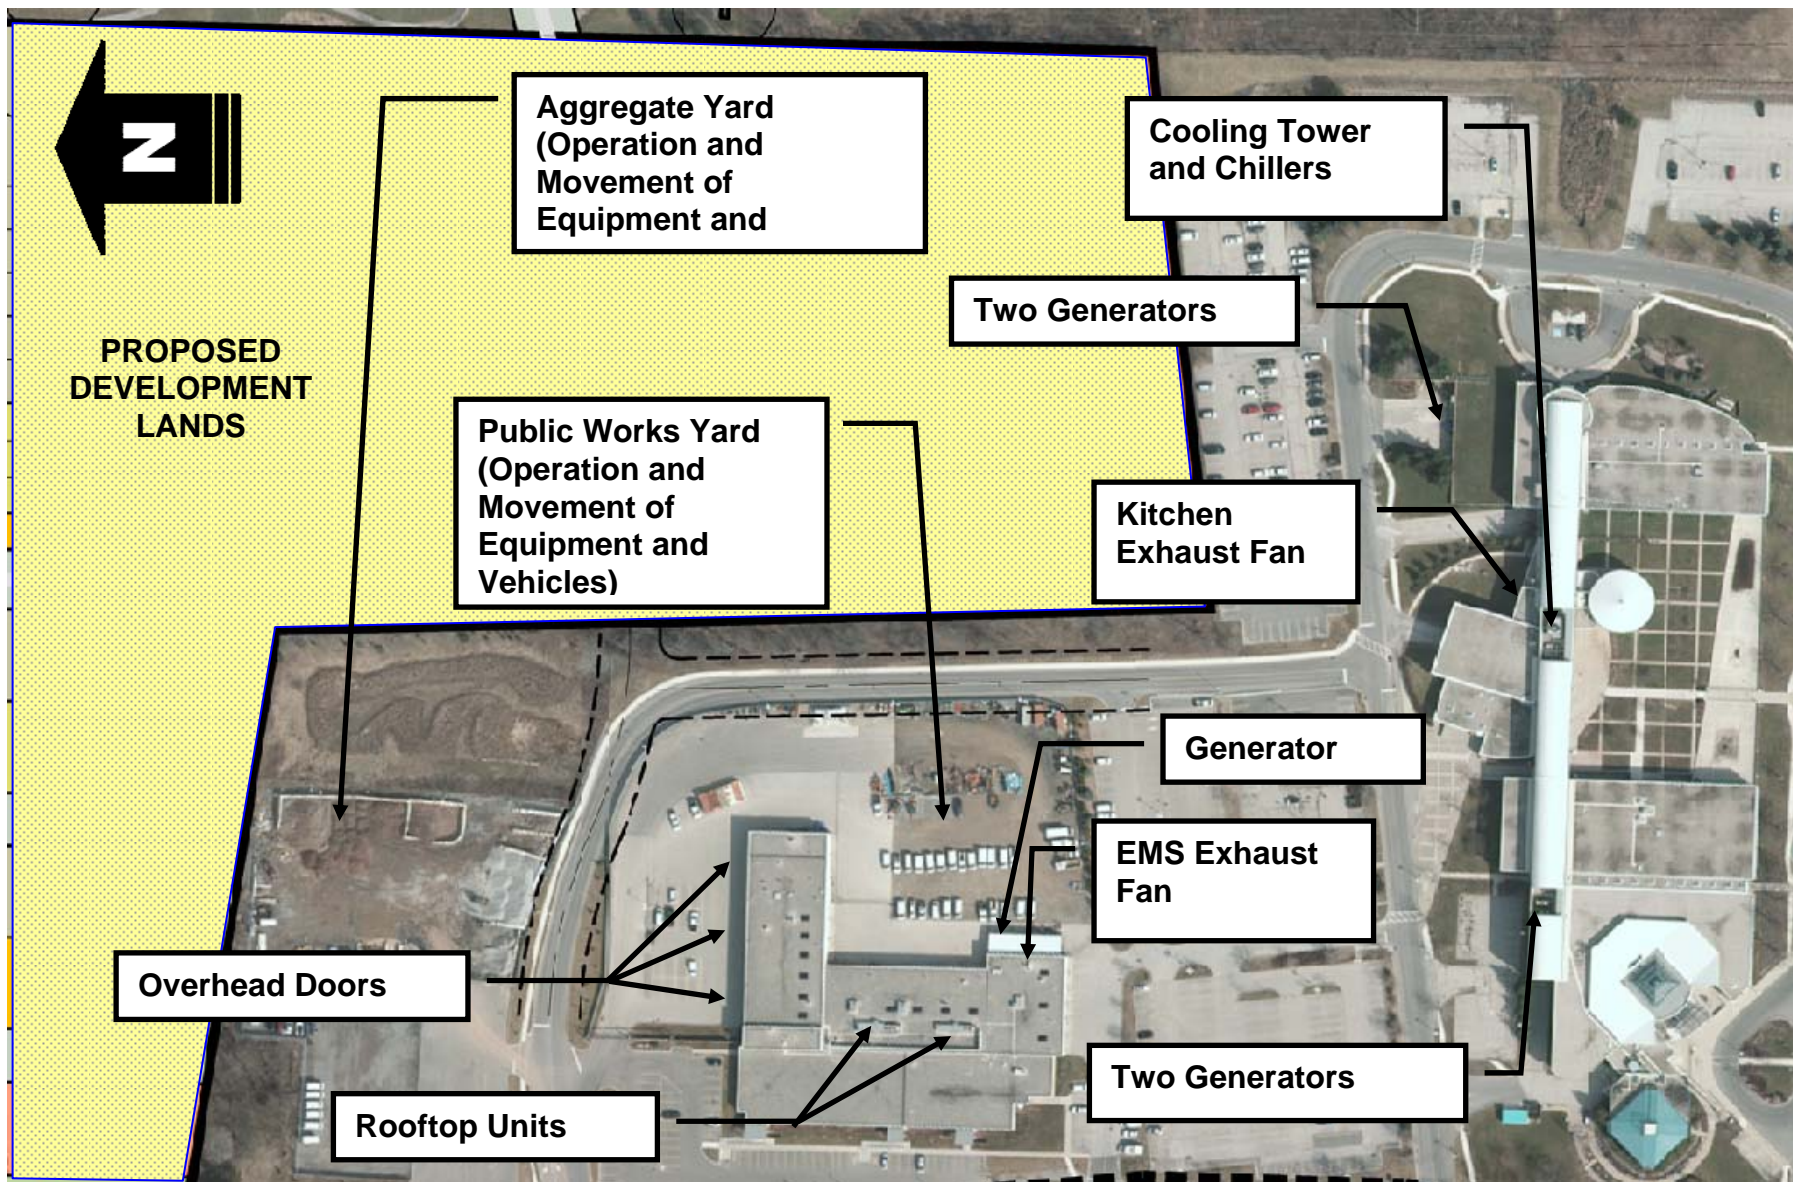 Aggregate Yard
(Operation and
Movement of
Equipment and
N
Cooling Tower
and Chillers
Two Generators
PROPOSED
DEVELOPMENT
LANDS
Public Works Yard
(Operation and
Movement of
Equipment and
Vehicles)
Kitchen
Exhaust Fan
Generator
EMS Exhaust
Fan
Overhead Doors
Two Generators
Rooftop Units